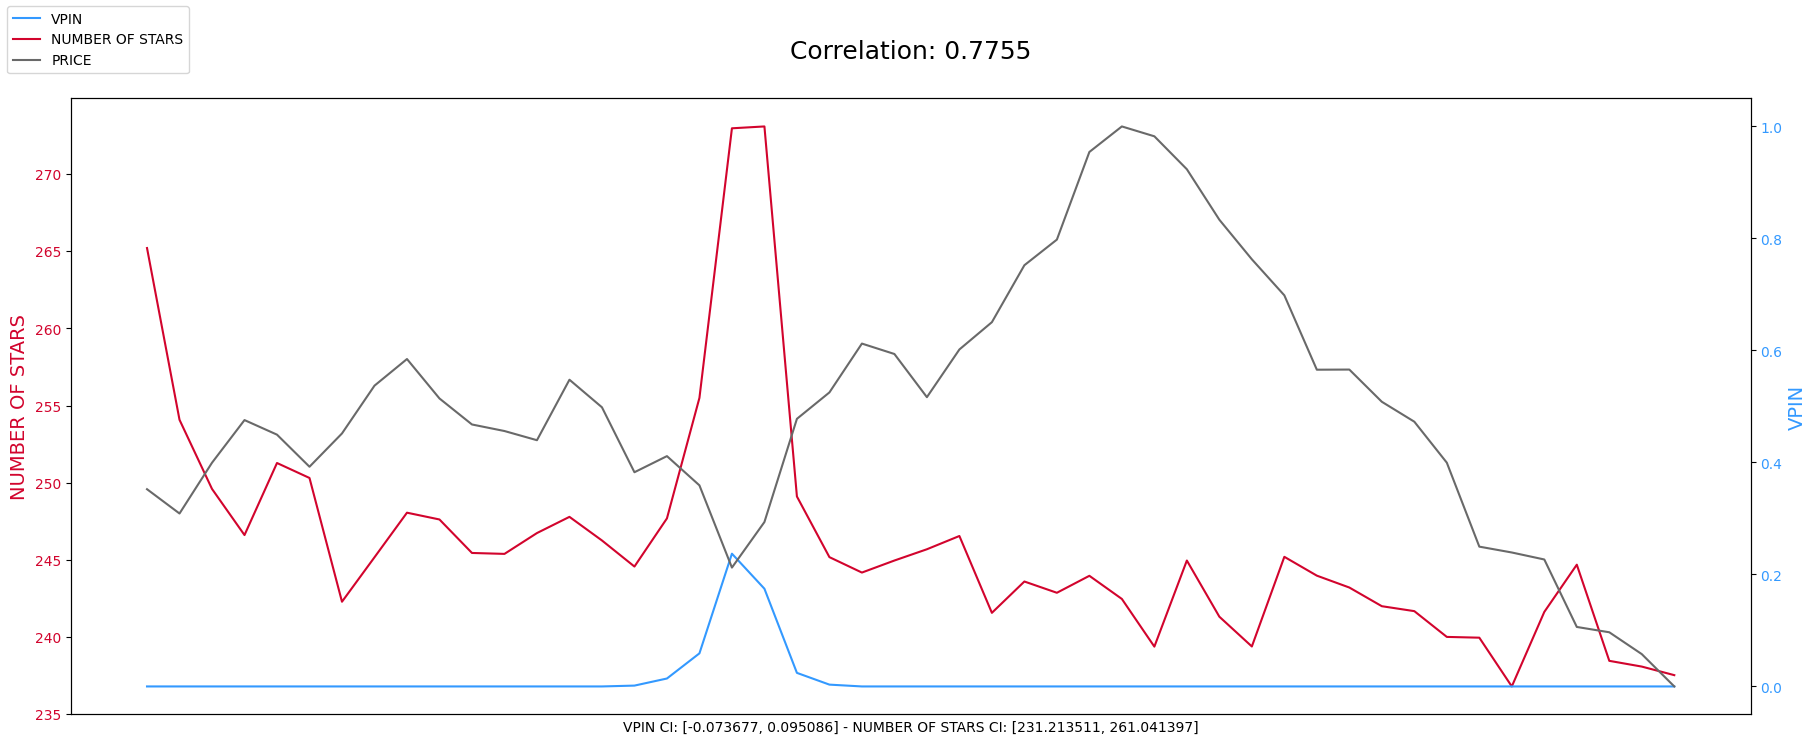 VPIN
NUMBER OF STARS
PRICE
Correlation: 0.7755
NUMBER OF STARS
270
265
260
255
250
245
240
235
1.0
0.8
0.6
0.4
0.2
0.0
VPIN
VPIN CI: [-0.073677, 0.095086] - NUMBER OF STARS CI: [231.213511, 261.041397]